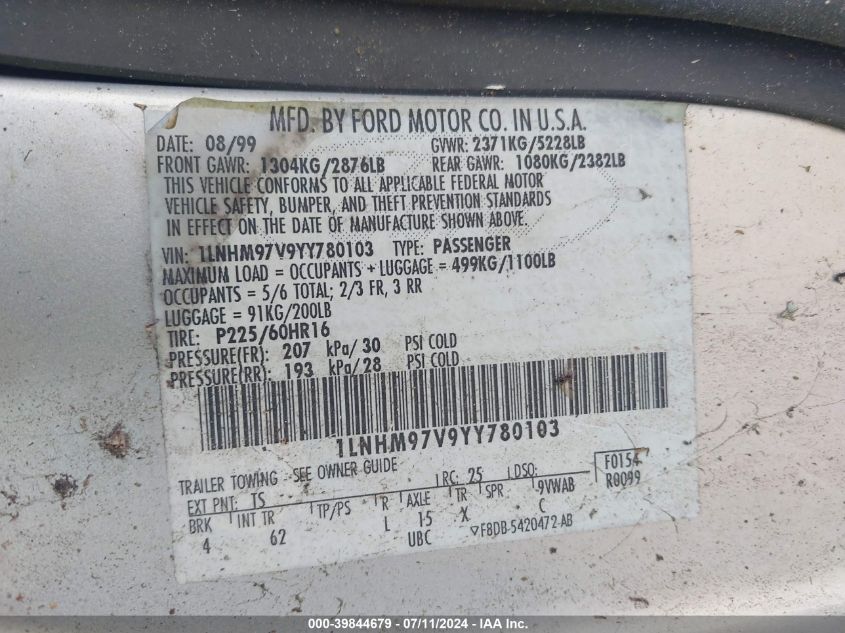 MFD. BY FORD MOTOR CO. IN U.S.A.
DATE: 08/99 GVWR: 2371KG/5228LB
FRONT GAWR: 1304KG/2876LB REAR GAWR: 1080KG/2382LB
THIS VEHICLE CONFORMS TO ALL APPLICABLE FEDERAL MOTOR
VEHICLE SAFETY, BUMPER, AND THEFT PREVENTION STANDARDS
IN EFFECT ON THE DATE OF MANUFACTURE SHOWN ABOVE.
VIN: 1LNHM97V9YY780103 TYPE: PASSENGER
MAXIMUM LOAD = OCCUPANTS + LUGGAGE = 499KG/1100LB
OCCUPANTS = 5/6 TOTAL; 2/3 FR, 3 RR
LUGGAGE = 91KG/200LB
TIRE: P225/60HR16
PRESSURE(FR) 207 kPa/30 PSI COLD
PRESSURE(RR) 193 kPa/28 PSI COLD
1LNHM97V9YY780103
TRAILER TOWING - SEE OWNER GUIDE
EXT PNT: TS RC: 25 DSO: F0154
BRK INT TR TP/PS R AXLE TR SPR 9VWAB R0099
4 62 L 15 X C
UBC ▽F8DB-5420472-AB
000-39844679 / 07/11/2024 / COPYRIGHT IAA, LLC.